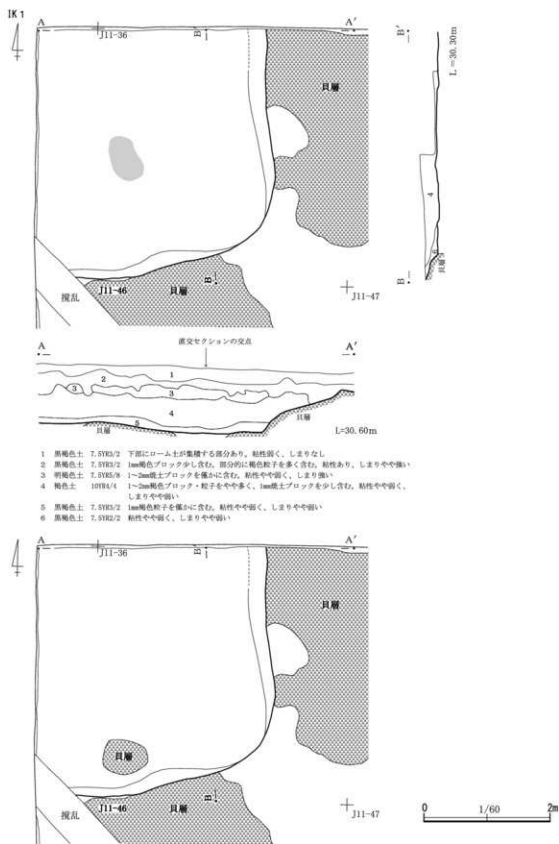 IK 1
A
J11-36
B'
A'
貝層
貝層
B
J11-46
J11-47
撹乱
B'
L=30.30m
4
6
貝層
5
B
直交セクションの交点
A
A'
1
2
3
3
4
5
貝層
貝層
L=30.60m
1 黒褐色土 7.5YR3/2 下部にローム土が集積する部分あり、粘性弱く、しまりなし
2 黒褐色土 7.5YR3/2 1mm褐色ブロック少し含む、部分的に褐色粒子を多く含む、粘性あり、しまりやや強い
3 明褐色土 7.5YR5/8 1～2mm焼土ブロックを僅かに含む、粘性やや弱く、しまり強い
4 褐色土 10YR4/4 1～2mm褐色ブロック・粒子をやや多く、1mm焼土ブロックを少し含む、粘性やや弱く、
しまりやや弱い
5 黒褐色土 7.5YR3/2 1mm褐色粒子を僅かに含む、粘性やや弱く、しまりやや弱い
6 黒褐色土 7.5YR2/2 粘性やや弱く、しまりやや弱い
A
J11-36
B'
A'
貝層
貝層
貝層
B
J11-46
J11-47
撹乱
0
1/60
2m